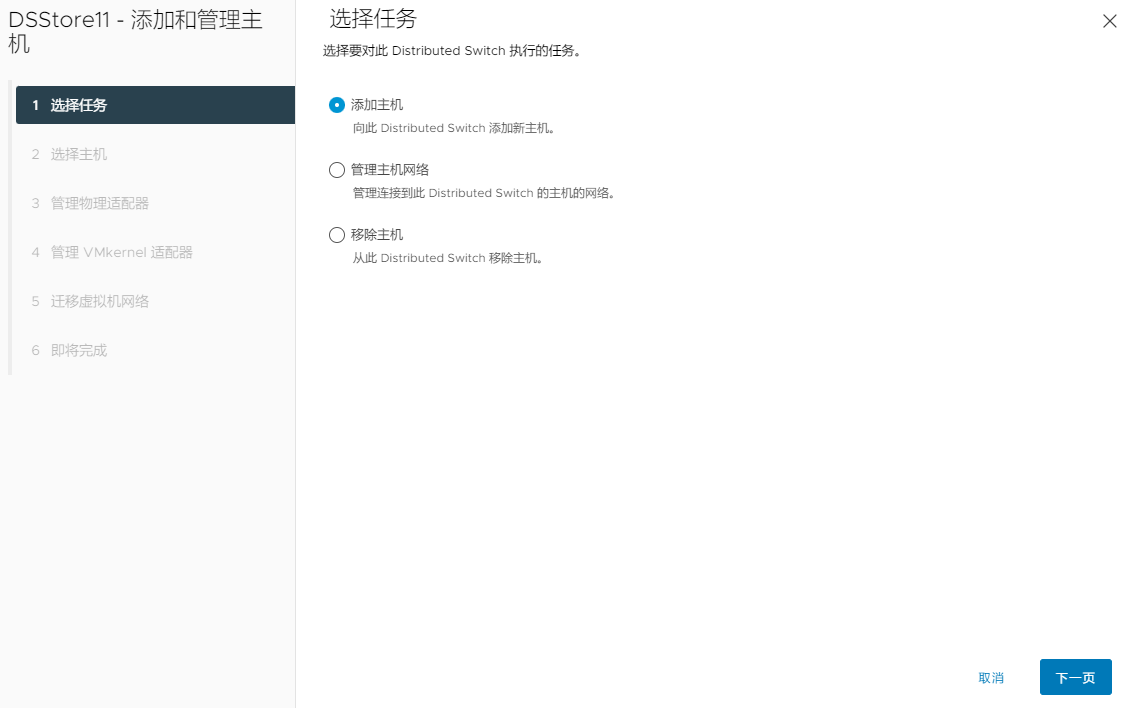 DSStore11 - 添加和管理主
机
1 选择任务
2 选择主机
3 管理物理适配器
4 管理 VMkernel 适配器
5 迁移虚拟机网络
6 即将完成
选择任务
选择要对此 Distributed Switch 执行的任务。
添加主机
向此 Distributed Switch 添加新主机。
管理主机网络
管理连接到此 Distributed Switch 的主机的网络。
移除主机
从此 Distributed Switch 移除主机。
取消
下一页